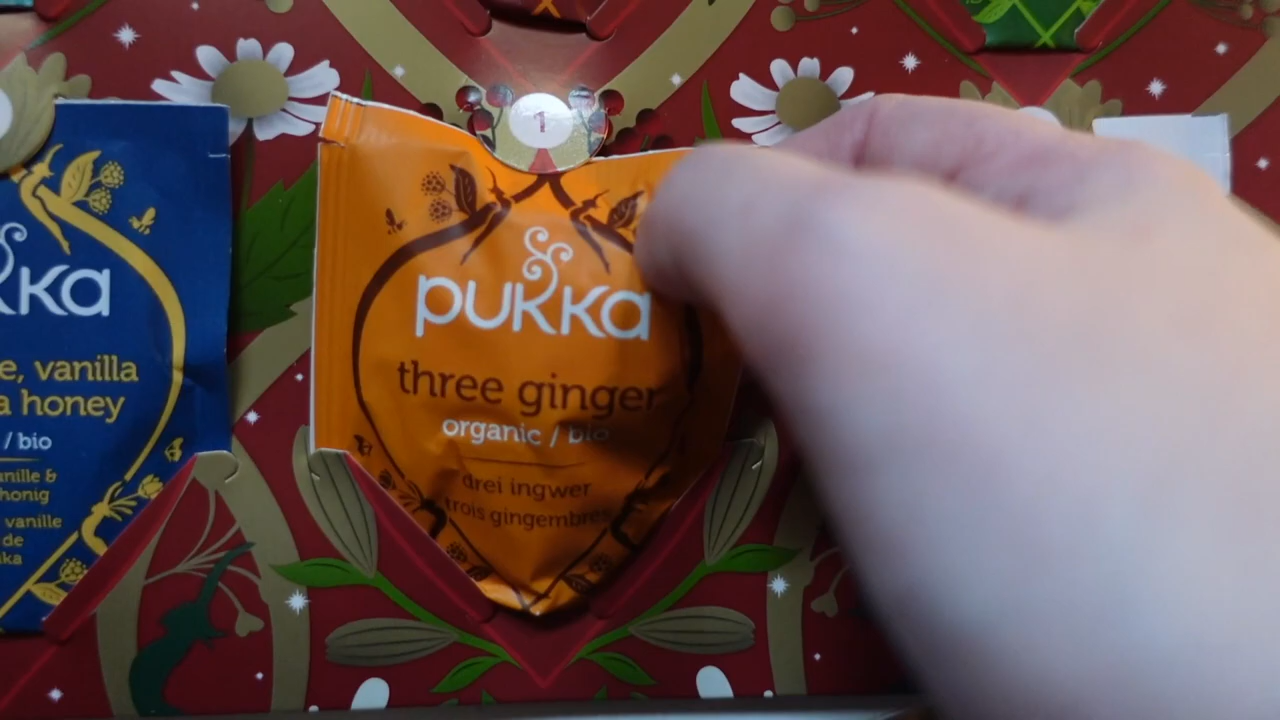 1
pukka
three ginger
organic / bio
drei ingwer
trois gingembres
kka
e, vanilla
a honey
/ bio
anille &
honig
vanille
de
ka